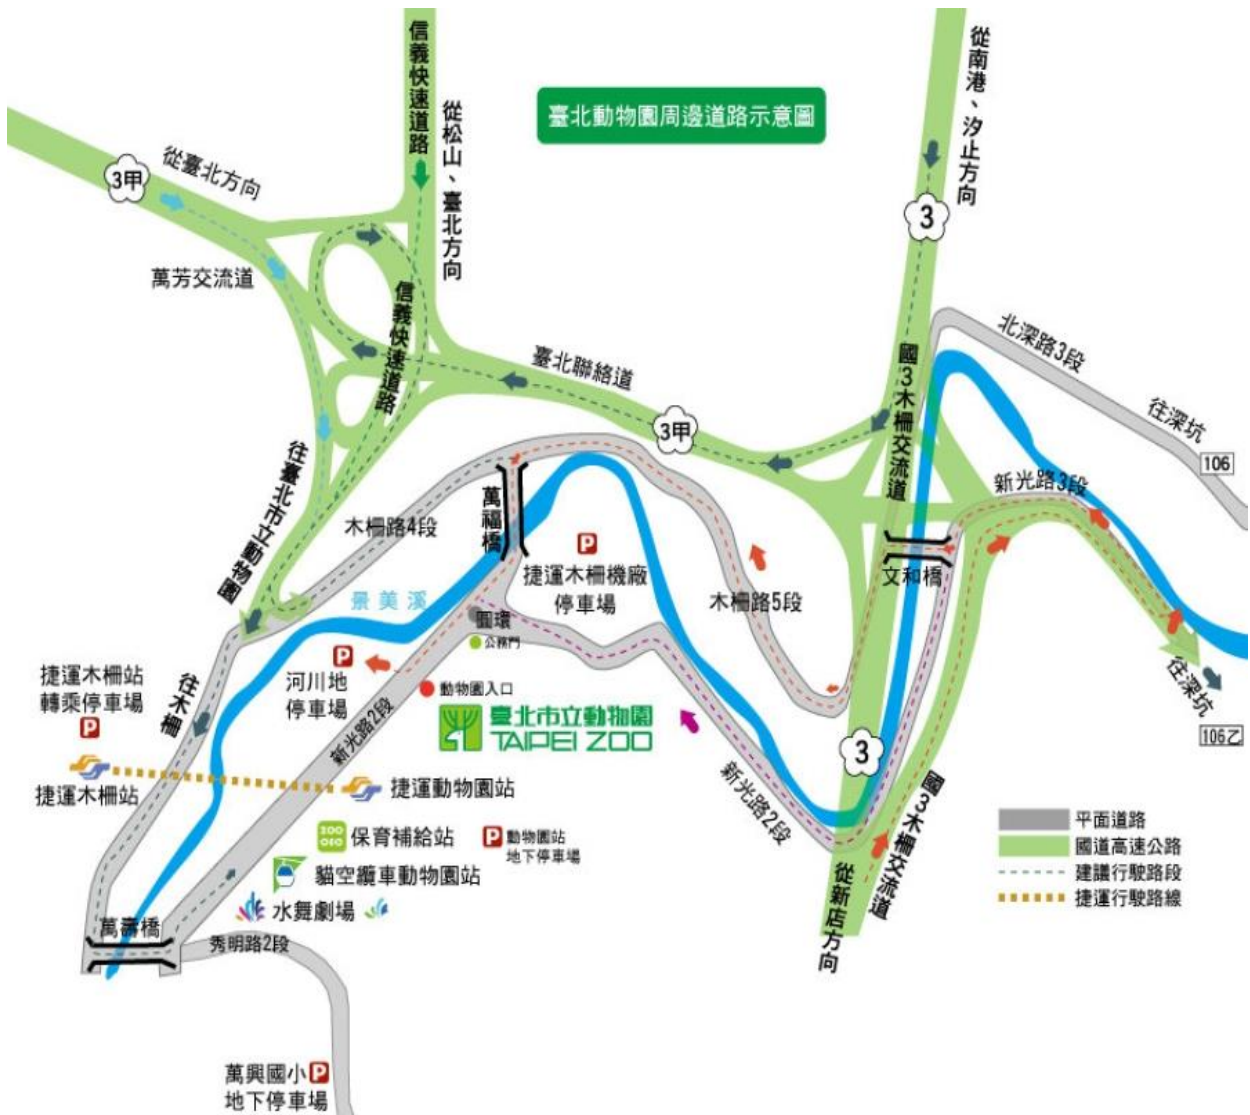 臺北動物園周邊道路示意圖
信義快速道路
從松山、臺北方向
從南港、汐止方向
3甲
從臺北方向
3
萬芳交流道
信義快速道路
臺北聯絡道
3甲
國3木柵交流道
北深路3段
往深坑
106
新光路3段
往臺北市立動物園
木柵路4段
萬福橋
捷運木柵機廠
停車場
文和橋
木柵路5段
景美溪
圓環
公務門
往深坑
106乙
捷運木柵站
轉乘停車場
往木柵
河川地
停車場
動物園入口
臺北市立動物園
TAIPEI ZOO
新光路2段
新光路2段
3
國3木柵交流道
捷運木柵站
捷運動物園站
保育補給站
動物園站
地下停車場
貓空纜車動物園站
水舞劇場
從新店方向
平面道路
國道高速公路
建議行駛路段
捷運行駛路線
萬壽橋
秀明路2段
萬興國小
地下停車場
P
P
P
P
P